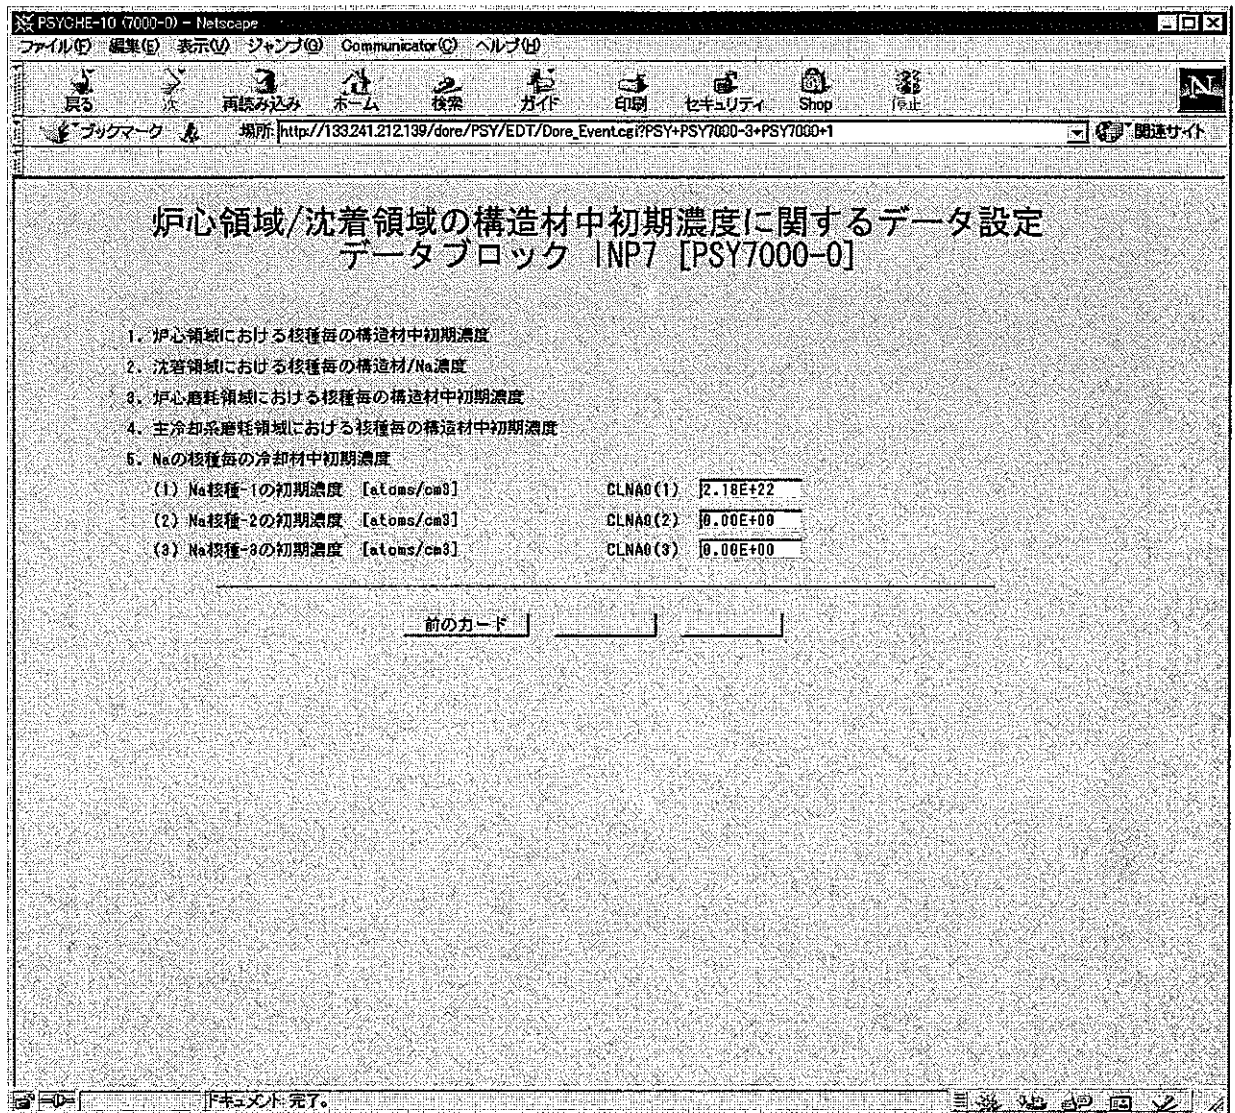 PSYCHE-10 (7000-0) - Netscape
ファイル(F) 編集(E) 表示(V) ジャンプ(G) Communicator(C) ヘルプ(H)
戻る 次 再読み込み ホーム 検索 ガイド 印刷 セキュリティ Shop 停止
N
ブックマーク 場所: http://133.241.212.139/dore/PSY/EDT/Dore_Event.cgi?PSY+PSY7000-3+PSY7000+1 関連サイト
炉心領域/沈着領域の構造材中初期濃度に関するデータ設定
データブロック INP7 [PSY7000-0]
1. 炉心領域における核種毎の構造材中初期濃度
2. 沈着領域における核種毎の構造材/Na濃度
3. 炉心磨耗領域における核種毎の構造材中初期濃度
4. 主冷却系磨耗領域における核種毎の構造材中初期濃度
5. Naの核種毎の冷却材中初期濃度
(1) Na核種-1の初期濃度 [atoms/cm3] CLNA0(1) 2.18E+22
(2) Na核種-2の初期濃度 [atoms/cm3] CLNA0(2) 0.00E+00
(3) Na核種-3の初期濃度 [atoms/cm3] CLNA0(3) 0.00E+00
前のカード
ドキュメント: 完了。